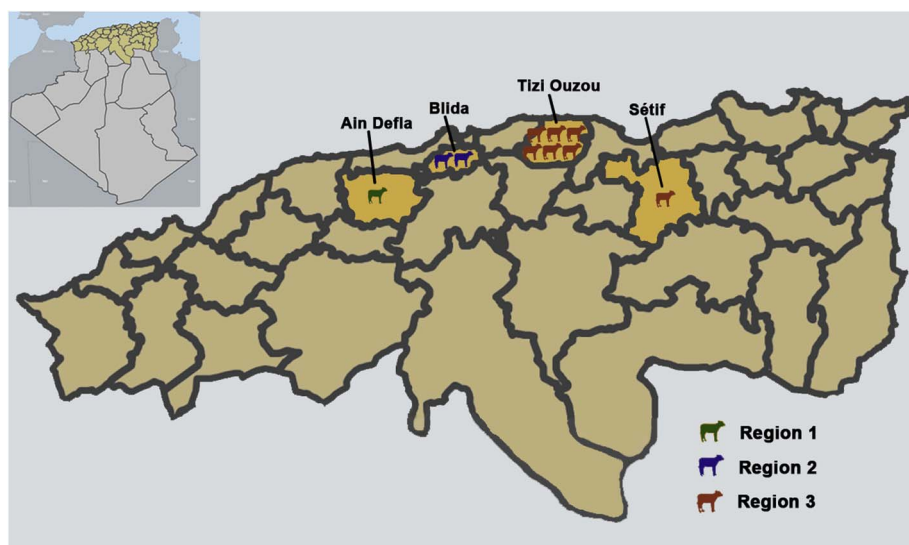 Tizi Ouzou
Blida
Sétif
Ain Defla
Region 1
Region 2
Region 3